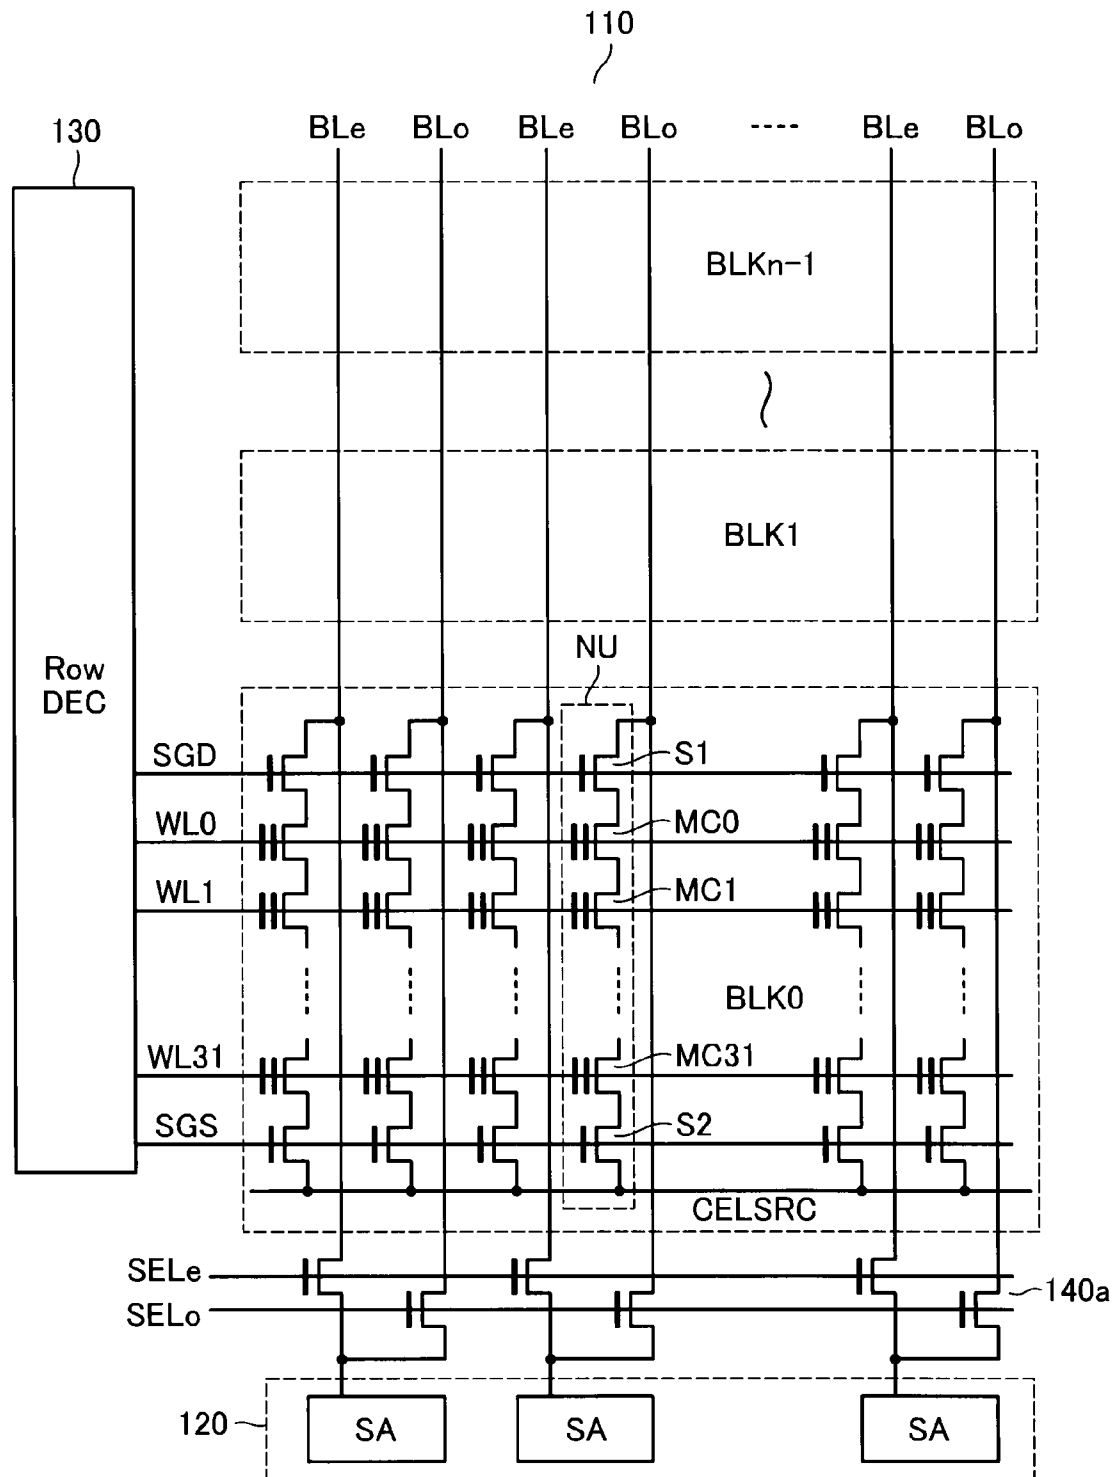 110
130
BLe BLo BLe BLo ---- BLe BLo
BLKn-1
BLK1
NU
Row
DEC
SGD
S1
WL0
MC0
WL1
MC1
BLK0
WL31
MC31
SGS
S2
CELSRC
SELe
140a
SELo
120
SA SA SA